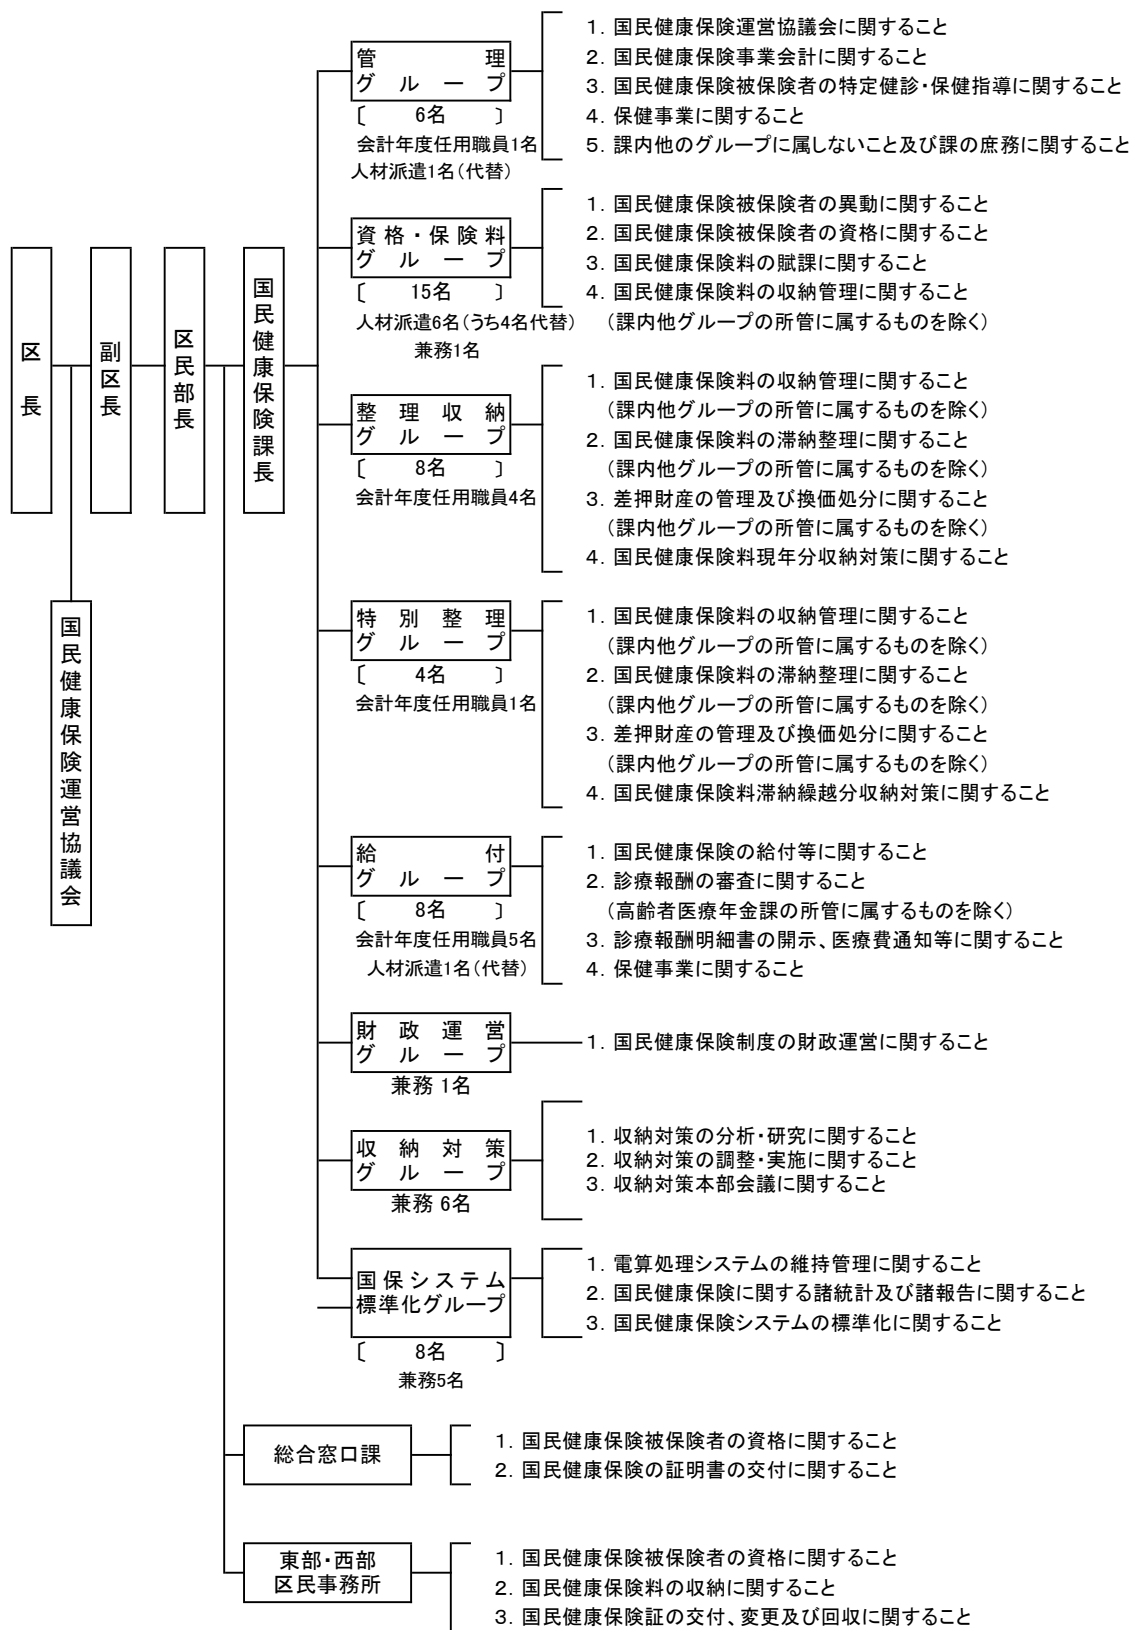 区長
副区長
区民部長
国民健康保険課長
国民健康保険運営協議会
管理
グループ
〔 6名 〕
会計年度任用職員1名
人材派遣1名(代替)
1. 国民健康保険運営協議会に関すること
2. 国民健康保険事業会計に関すること
3. 国民健康保険被保険者の特定健診・保健指導に関すること
4. 保健事業に関すること
5. 課内他のグループに属しないこと及び課の庶務に関すること
資格・保険料
グループ
〔 15名 〕
人材派遣6名(うち4名代替)
兼務1名
1. 国民健康保険被保険者の異動に関すること
2. 国民健康保険被保険者の資格に関すること
3. 国民健康保険料の賦課に関すること
4. 国民健康保険料の収納管理に関すること
(課内他グループの所管に属するものを除く)
整理収納
グループ
〔 8名 〕
会計年度任用職員4名
1. 国民健康保険料の収納管理に関すること
(課内他グループの所管に属するものを除く)
2. 国民健康保険料の滞納整理に関すること
(課内他グループの所管に属するものを除く)
3. 差押財産の管理及び換価処分に関すること
(課内他グループの所管に属するものを除く)
4. 国民健康保険料現年分収納対策に関すること
特別整理
グループ
〔 4名 〕
会計年度任用職員1名
1. 国民健康保険料の収納管理に関すること
(課内他グループの所管に属するものを除く)
2. 国民健康保険料の滞納整理に関すること
(課内他グループの所管に属するものを除く)
3. 差押財産の管理及び換価処分に関すること
(課内他グループの所管に属するものを除く)
4. 国民健康保険料滞納繰越分収納対策に関すること
給付
グループ
〔 8名 〕
会計年度任用職員5名
人材派遣1名(代替)
1. 国民健康保険の給付等に関すること
2. 診療報酬の審査に関すること
(高齢者医療年金課の所管に属するものを除く)
3. 診療報酬明細書の開示、医療費通知等に関すること
4. 保健事業に関すること
財政運営
グループ
兼務 1名
1. 国民健康保険制度の財政運営に関すること
収納対策
グループ
兼務 6名
1. 収納対策の分析・研究に関すること
2. 収納対策の調整・実施に関すること
3. 収納対策本部会議に関すること
国保システム
標準化グループ
〔 8名 〕
兼務5名
1. 電算処理システムの維持管理に関すること
2. 国民健康保険に関する諸統計及び諸報告に関すること
3. 国民健康保険システムの標準化に関すること
総合窓口課
1. 国民健康保険被保険者の資格に関すること
2. 国民健康保険の証明書の交付に関すること
東部・西部
区民事務所
1. 国民健康保険被保険者の資格に関すること
2. 国民健康保険料の収納に関すること
3. 国民健康保険証の交付、変更及び回収に関すること